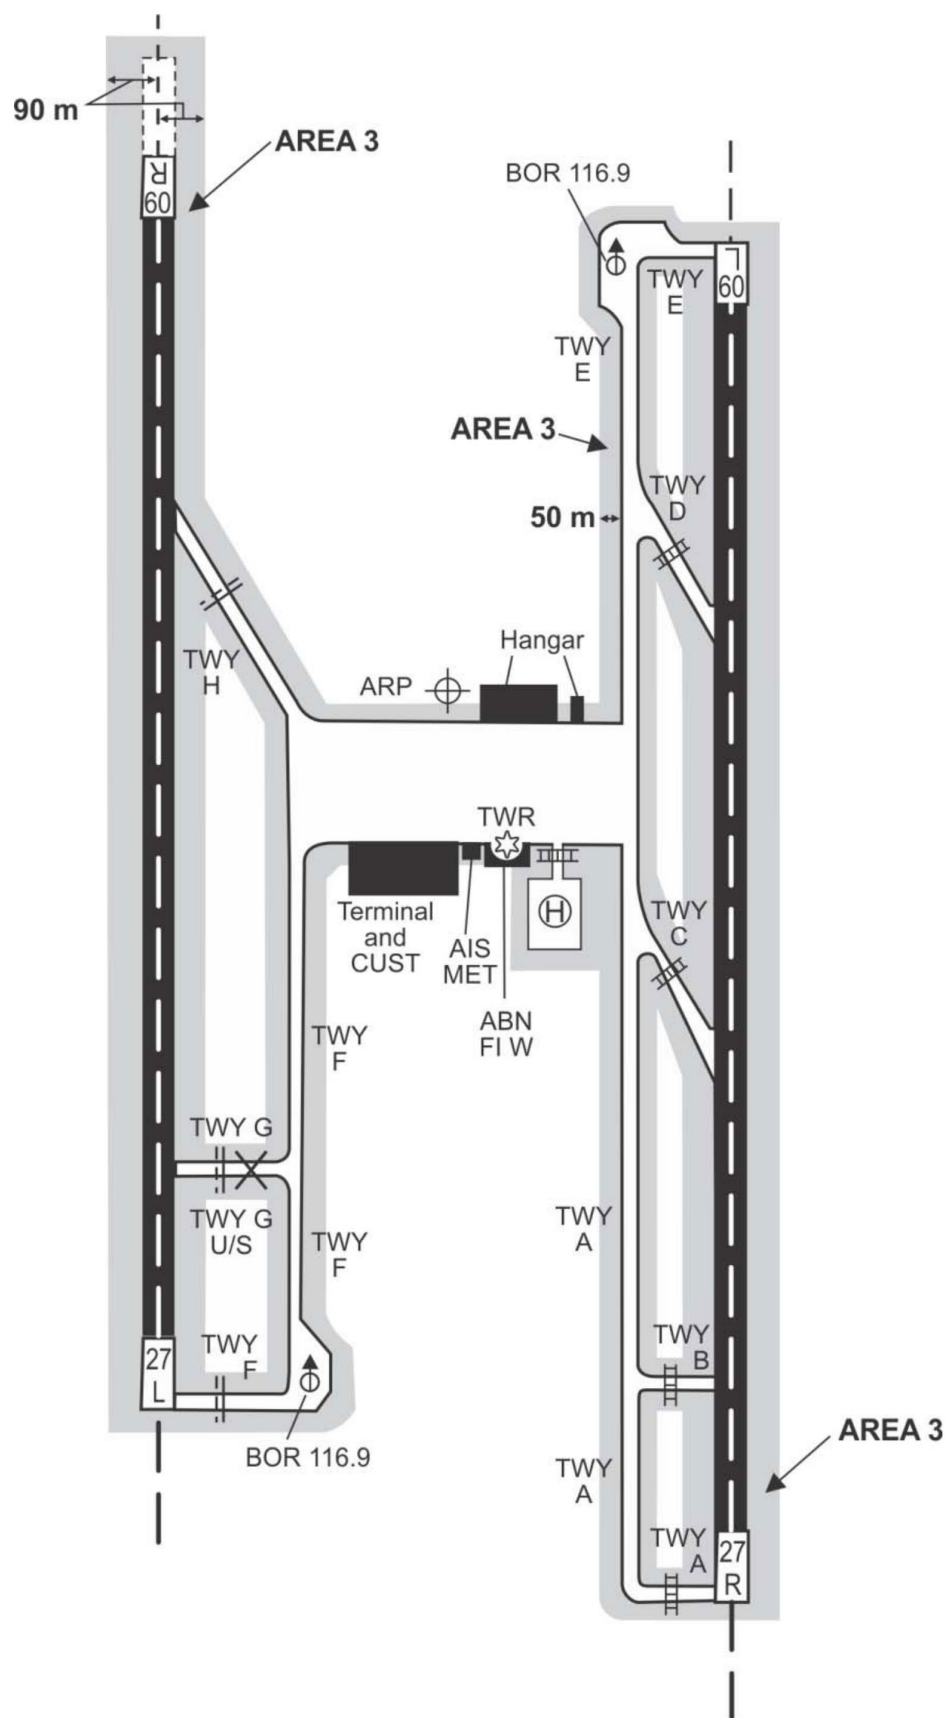 90 m
AREA 3
09
R
BOR 116.9
09
L
TWY
E
TWY
E
AREA 3
TWY
D
50 m
Hangar
TWY
H
ARP
TWR
Terminal
and
CUST
AIS
MET
H
TWY
C
ABN
FI W
TWY
F
TWY G
TWY G
U/S
TWY
F
TWY
A
TWY
F
TWY
B
27
L
BOR 116.9
AREA 3
TWY
A
TWY
A
27
R